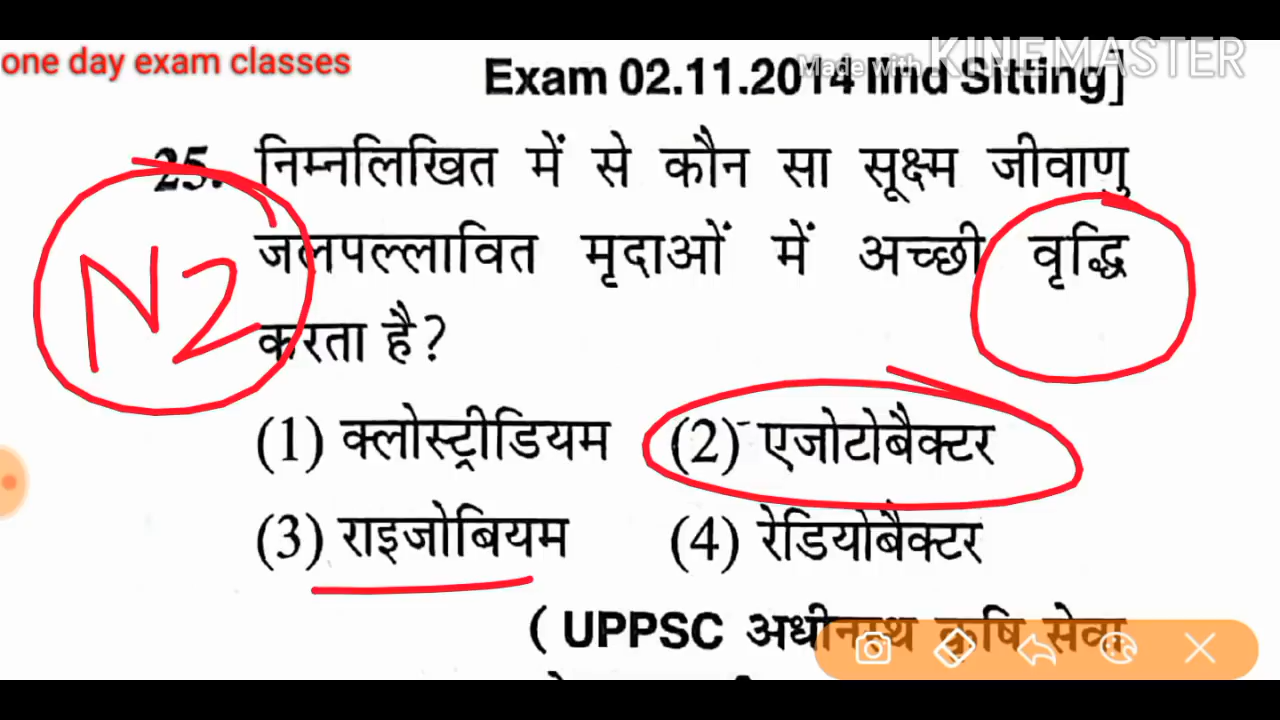 one day exam classes
Made with KINEMASTER
Exam 02.11.2014 IInd Sitting]
25. निम्नलिखित में से कौन सा सूक्ष्म जीवाणु
जलपल्लावित मृदाओं में अच्छी वृद्धि
करता है?
N2
(1) क्लोस्ट्रीडियम (2) एजोटोबैक्टर
(3) राइजोबियम (4) रेडियोबैक्टर
( UPPSC अधीनाथ कृषि सेवा